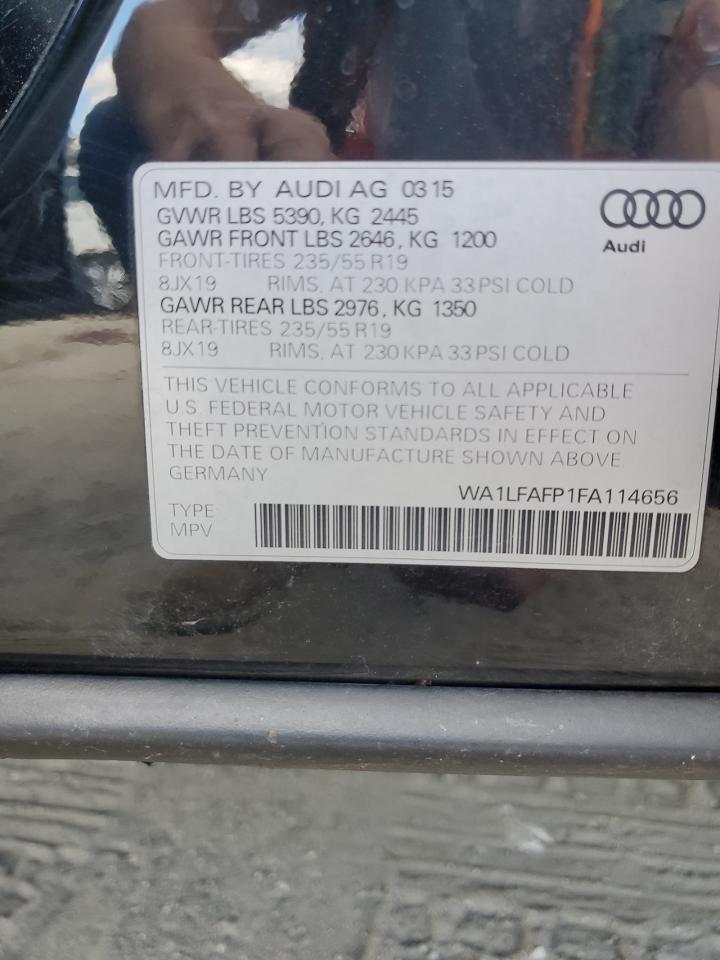 MFD. BY AUDI AG 03 15
GVWR LBS 5390, KG 2445
GAWR FRONT LBS 2646, KG 1200
FRONT-TIRES 235/55 R19
8JX19 RIMS, AT 230 KPA 33 PSI COLD
GAWR REAR LBS 2976, KG 1350
REAR-TIRES 235/55 R19
8JX19 RIMS, AT 230 KPA 33 PSI COLD
Audi
THIS VEHICLE CONFORMS TO ALL APPLICABLE
U.S. FEDERAL MOTOR VEHICLE SAFETY AND
THEFT PREVENTION STANDARDS IN EFFECT ON
THE DATE OF MANUFACTURE SHOWN ABOVE.
GERMANY
WA1LFAFP1FA114656
TYPE
MPV